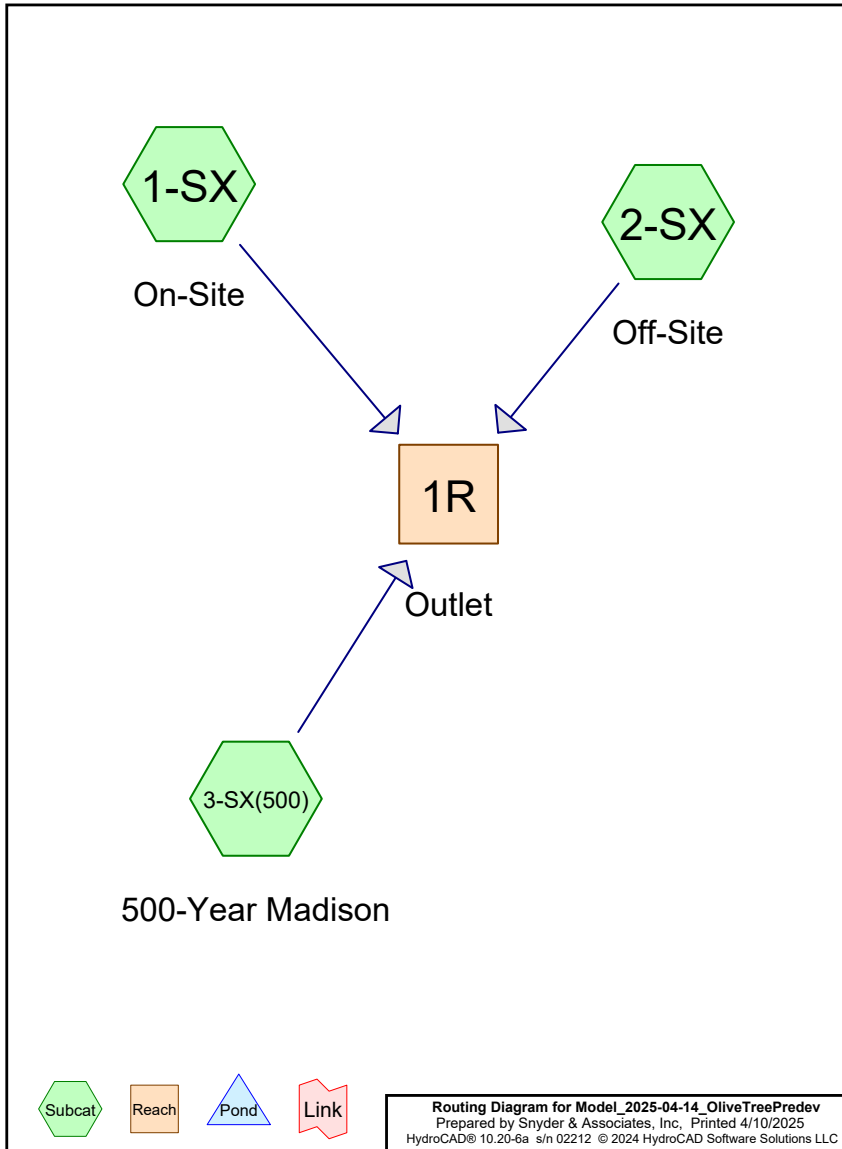 1-SX
On-Site
2-SX
Off-Site
1R
Outlet
3-SX(500)
500-Year Madison
Subcat
Reach
Pond
Link
Routing Diagram for Model_2025-04-14_OliveTreePredev
Prepared by Snyder & Associates, Inc, Printed 4/10/2025
HydroCAD® 10.20-6a s/n 02212 © 2024 HydroCAD Software Solutions LLC